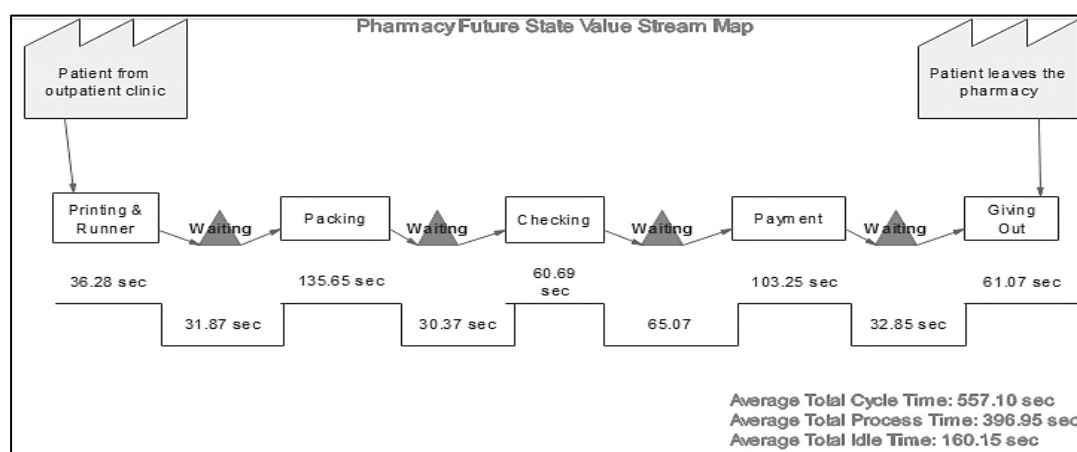 Pharmacy Future State Value Stream Map
Patient from
outpatient clinic
Patient leaves the
pharmacy
Printing &
Runner
Waiting
Packing
Waiting
Checking
Waiting
Payment
Waiting
Giving
Out
36.28 sec
31.87 sec
135.65 sec
30.37 sec
60.69
sec
65.07
103.25 sec
32.85 sec
61.07 sec
Average Total Cycle Time: 557.10 sec
Average Total Process Time: 396.95 sec
Average Total Idle Time: 160.15 sec